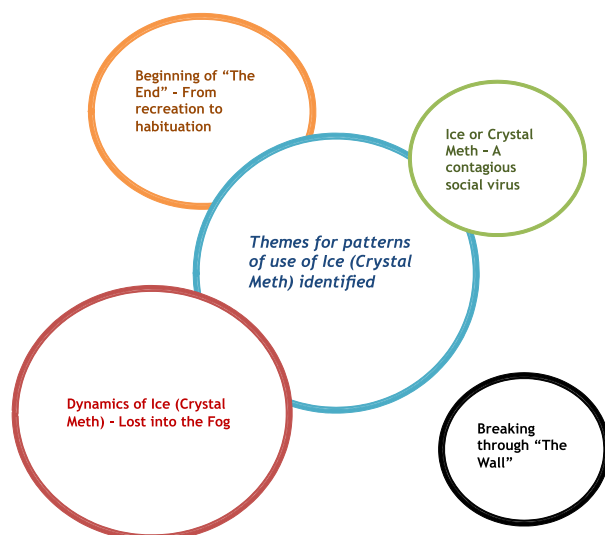 Beginning of “The
End” – From
recreation to
habituation
Ice or Crystal
Meth – A
contagious
social virus
Themes for patterns
of use of Ice (Crystal
Meth) identified
Dynamics of Ice (Crystal
Meth) - Lost into the Fog
Breaking
through “The
Wall”